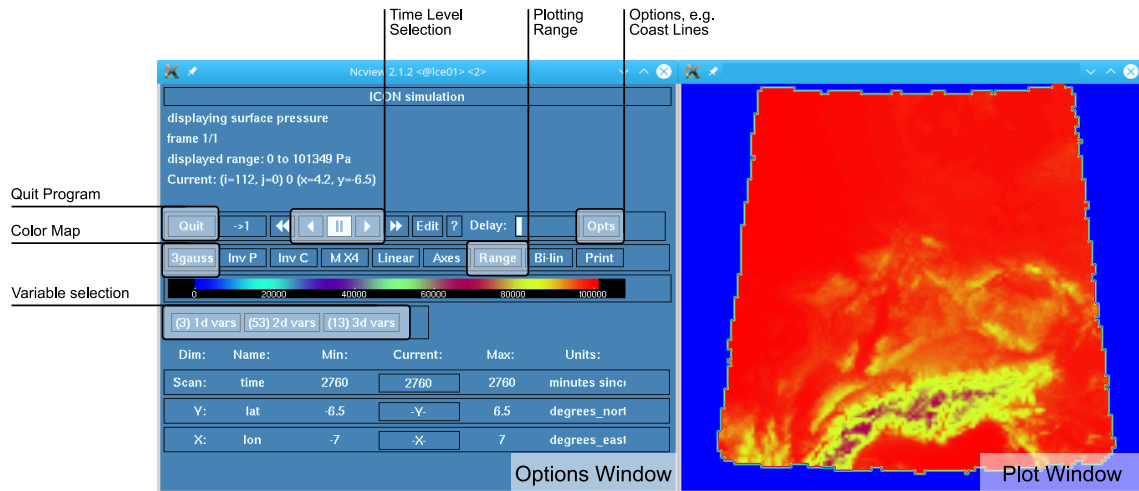 Time Level
Selection
Plotting
Range
Options, e.g.
Coast Lines
Ncview 2.1.2 <@lce01> <2>
ICON simulation
displaying surface pressure
frame 1/1
displayed range: 0 to 101349 Pa
Current: (i=112, j=0) 0 (x=4.2, y=-6.5)
Quit Program
Quit ->1 Edit ? Delay: Opts
Color Map
3gauss Inv P Inv C M X4 Linear Axes Range Bi-lin Print
Variable selection
0 20000 40000 60000 80000 100000
(3) 1d vars (53) 2d vars (13) 3d vars
Dim: Name: Min: Current: Max: Units:
Scan: time 2760 2760 2760 minutes since
Y: lat -6.5 -Y- 6.5 degrees_nort
X: lon -7 -X- 7 degrees_east
Options Window
Plot Window